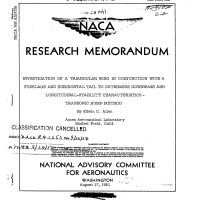 NACA
RESEARCH MEMORANDUM
INVESTIGATION OF A TRIANGULAR WING IN CONJUNCTION WITH A
FUSELAGE AND HORIZONTAL TAIL TO DETERMINE DOWNWASH AND
LONGITUDINAL-STABILITY CHARACTERISTICS -
TRANSONIC BUMP METHOD
By Edwin C. Allen
Ames Aeronautical Laboratory
Moffett Field, Calif.
CLASSIFICATION CANCELLED
NATIONAL ADVISORY COMMITTEE
FOR AERONAUTICS
WASHINGTON
August 17, 1951